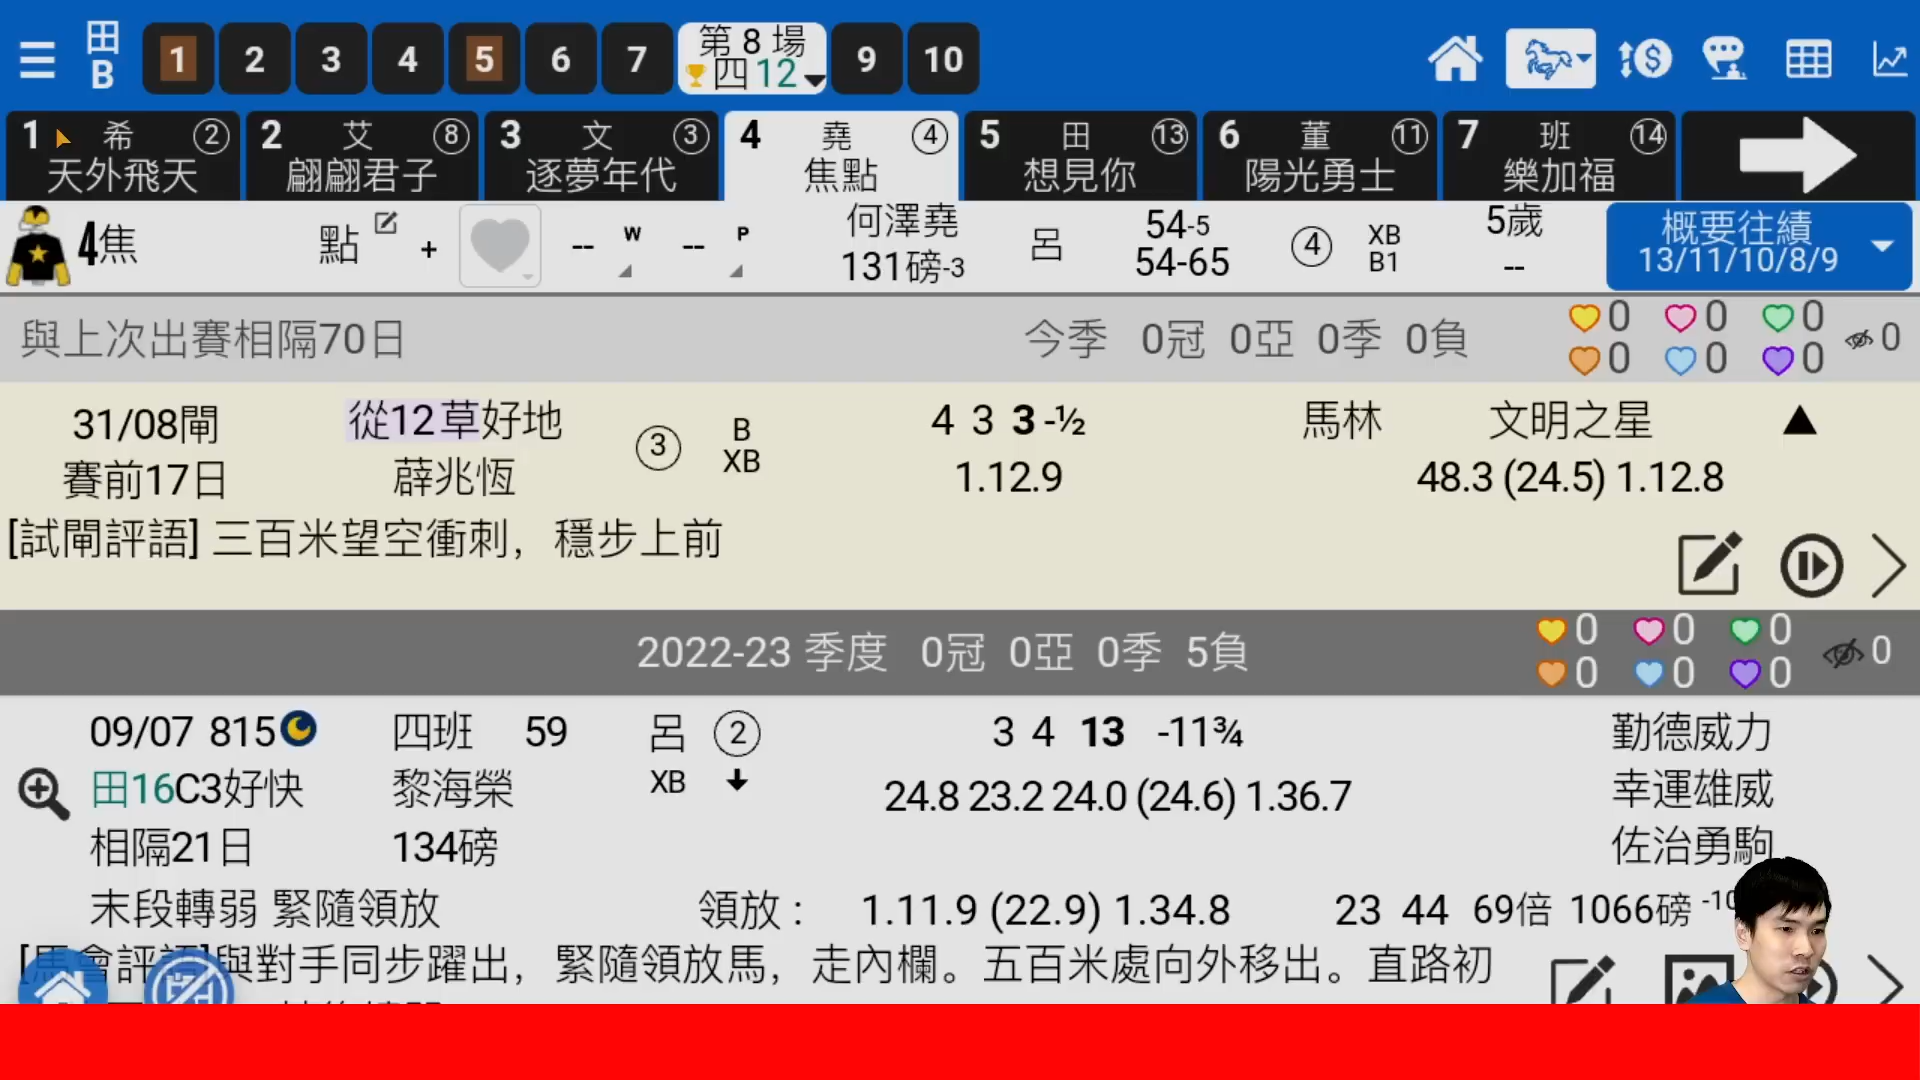 田 B 1 2 3 4 5 6 7 第 8 場 四12 9 10
1 希 ② 天外飛天
2 艾 ⑧ 翩翩君子
3 文 ③ 逐夢年代
4 堯 ④ 焦點
5 田 ⑬ 想見你
6 董 ⑪ 陽光勇士
7 班 ⑭ 樂加福
4焦 點 + -- W -- P 何澤堯 131磅-3 呂 54-5 54-65 ④ XB B1 5歲 --
概要往績
13/11/10/8/9
與上次出賽相隔70日 今季 0冠 0亞 0季 0負 0 0 0 0 0 0 0
31/08閘 從12草好地 ③ B 4 3 3-½ 馬林 文明之星 ▲
賽前17日 薛兆恆 XB 1.12.9 48.3 (24.5) 1.12.8
[試閘評語] 三百米望空衝刺，穩步上前
2022-23 季度 0冠 0亞 0季 5負 0 0 0 0 0 0 0
09/07 815 四班 59 呂 ② 3 4 13 -11¾ 勤德威力
田16C3好快 黎海榮 XB 24.8 23.2 24.0 (24.6) 1.36.7 幸運雄威
相隔21日 134磅 佐治勇駒
末段轉弱 緊隨領放 領放： 1.11.9 (22.9) 1.34.8 23 44 69倍 1066磅
[馬會評語]與對手同步躍出，緊隨領放馬，走內欄。五百米處向外移出。直路初